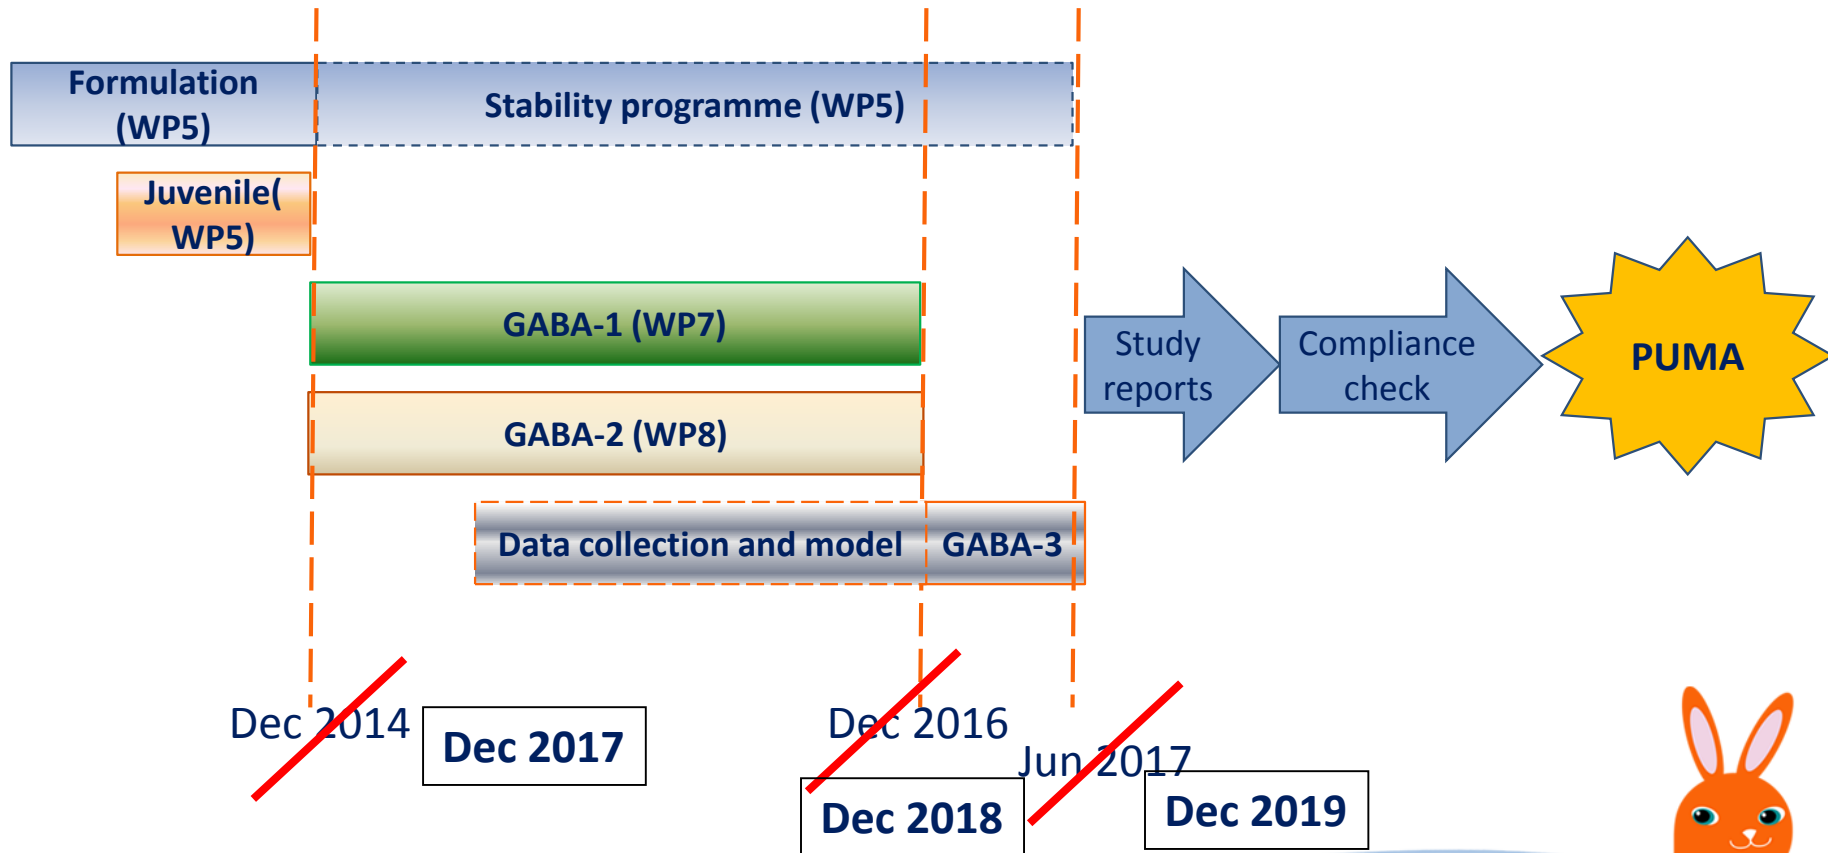 Formulation
(WP5)
Stability programme (WP5)
Juvenile(
WP5)
GABA-1 (WP7)
GABA-2 (WP8)
Data collection and model
GABA-3
Study
reports
Compliance
check
PUMA
Dec 2014
Dec 2017
Dec 2016
Dec 2018
Jun 2017
Dec 2019